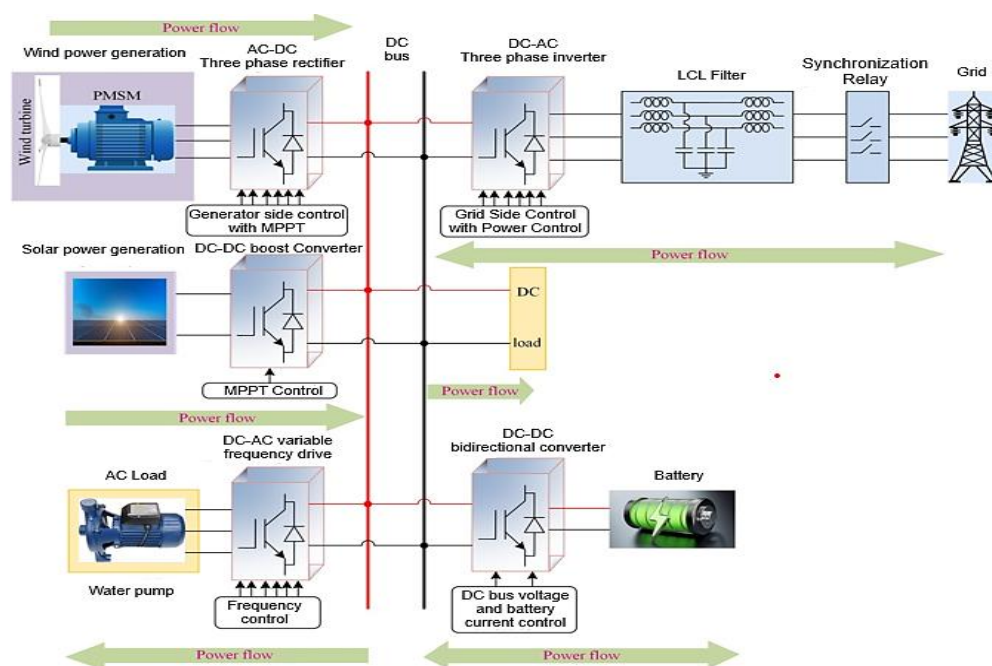 Power flow
Wind power generation
AC-DC
Three phase rectifier
DC
bus
DC-AC
Three phase inverter
LCL Filter
Synchronization
Relay
Grid
Wind turbine
PMSM
Generator side control
with MPPT
Grid Side Control
with Power Control
Power flow
Solar power generation
DC-DC boost Converter
DC
load
MPPT Control
Power flow
Power flow
DC-AC variable
frequency drive
DC-DC
bidirectional converter
AC Load
Battery
Water pump
Frequency
control
DC bus voltage
and battery
current control
Power flow
Power flow